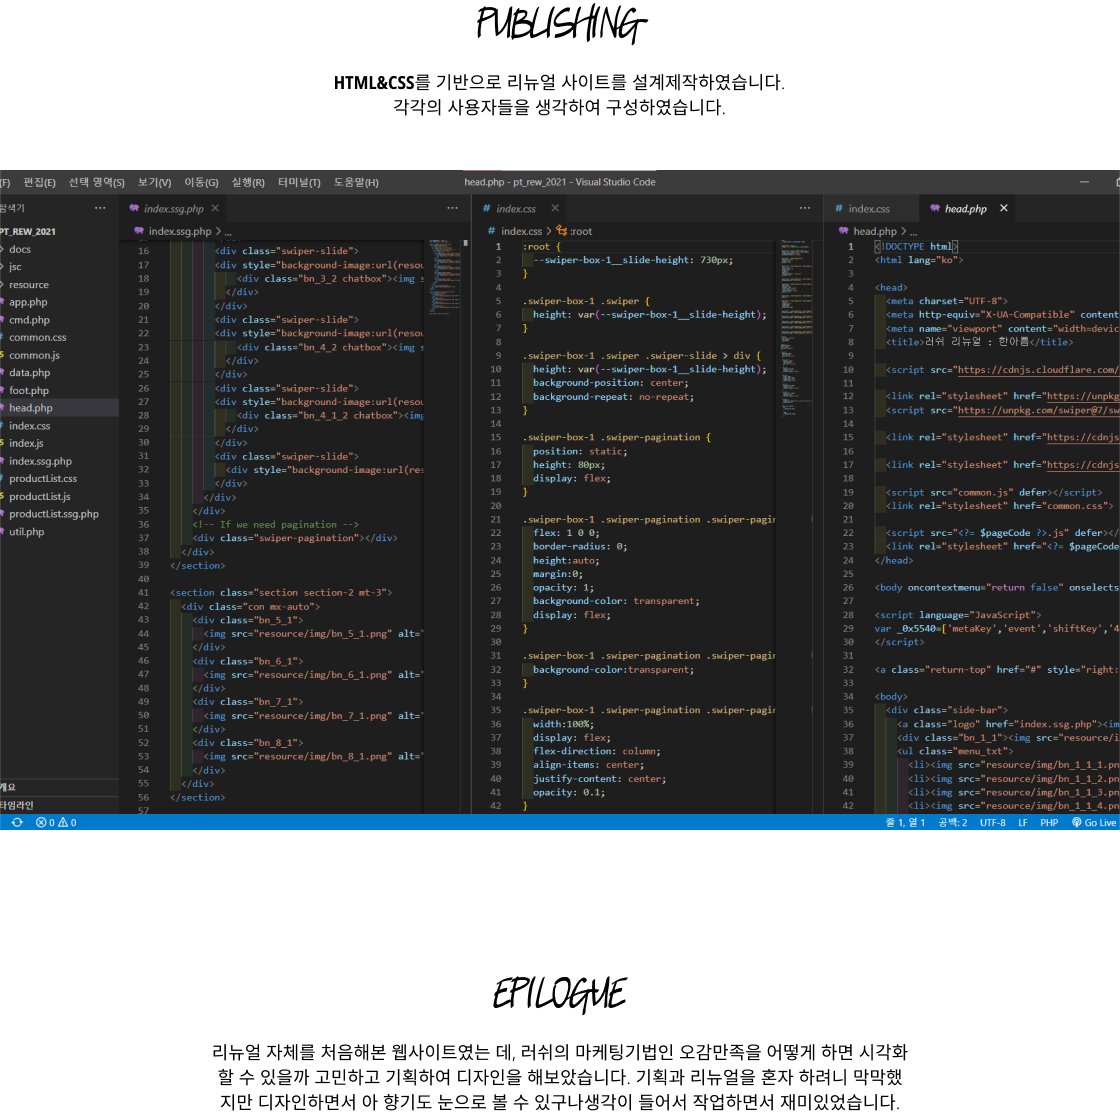 PUBLISHING
HTML&CSS를 기반으로 리뉴얼 사이트를 설계제작하였습니다.
각각의 사용자들을 생각하여 구성하였습니다.
(F) 편집(E) 선택 영역(S) 보기(V) 이동(G) 실행(R) 터미널(T) 도움말(H)
head.php - pt_rew_2021 - Visual Studio Code
탐색기 ···
PT_REW_2021
docs
jsc
resource
app.php
cmd.php
common.css
common.js
data.php
foot.php
head.php
index.css
index.js
index.ssg.php
productList.css
productList.js
productList.ssg.php
util.php
개요
타임라인
index.ssg.php
index.ssg.php > ...
16 <div class="swiper-slide">
17 <div style="background-image:url(resou
18 <div class="bn_3_2 chatbox"><img s
19 </div>
20 </div>
21 <div class="swiper-slide">
22 <div style="background-image:url(resou
23 <div class="bn_4_2 chatbox"><img s
24 </div>
25 </div>
26 <div class="swiper-slide">
27 <div style="background-image:url(resou
28 <div class="bn_4_1_2 chatbox"><img
29 </div>
30 </div>
31 <div class="swiper-slide">
32 <div style="background-image:url(res
33 </div>
34 </div>
35 </div>
36 <!-- If we need pagination -->
37 <div class="swiper-pagination"></div>
38 </div>
39 </section>
40
41 <section class="section section-2 mt-3">
42 <div class="con mx-auto">
43 <div class="bn_5_1">
44 <img src="resource/img/bn_5_1.png" alt="
45 </div>
46 <div class="bn_6_1">
47 <img src="resource/img/bn_6_1.png" alt="
48 </div>
49 <div class="bn_7_1">
50 <img src="resource/img/bn_7_1.png" alt="
51 </div>
52 <div class="bn_8_1">
53 <img src="resource/img/bn_8_1.png" alt="
54 </div>
55 </div>
56 </section>
57
# index.css
# index.css > :root
1 :root {
2 --swiper-box-1__slide-height: 730px;
3 }
4
5 .swiper-box-1 .swiper {
6 height: var(--swiper-box-1__slide-height);
7 }
8
9 .swiper-box-1 .swiper .swiper-slide > div {
10 height: var(--swiper-box-1__slide-height);
11 background-position: center;
12 background-repeat: no-repeat;
13 }
14
15 .swiper-box-1 .swiper-pagination {
16 position: static;
17 height: 80px;
18 display: flex;
19 }
20
21 .swiper-box-1 .swiper-pagination .swiper-pagin
22 flex: 1 0 0;
23 border-radius: 0;
24 height:auto;
25 margin:0;
26 opacity: 1;
27 background-color: transparent;
28 display: flex;
29 }
30
31 .swiper-box-1 .swiper-pagination .swiper-pagin
32 background-color:transparent;
33 }
34
35 .swiper-box-1 .swiper-pagination .swiper-pagin
36 width:100%;
37 display: flex;
38 flex-direction: column;
39 align-items: center;
40 justify-content: center;
41 opacity: 0.1;
42 }
# index.css head.php
head.php > ...
1 <!DOCTYPE html>
2 <html lang="ko">
3
4 <head>
5 <meta charset="UTF-8">
6 <meta http-equiv="X-UA-Compatible" content
7 <meta name="viewport" content="width=devic
8 <title>러쉬 리뉴얼 : 한아름</title>
9
10 <script src="https://cdnjs.cloudflare.com/
11
12 <link rel="stylesheet" href="https://unpkg
13 <script src="https://unpkg.com/swiper@7/sw
14
15 <link rel="stylesheet" href="https://cdnjs
16
17 <link rel="stylesheet" href="https://cdnjs
18
19 <script src="common.js" defer></script>
20 <link rel="stylesheet" href="common.css">
21
22 <script src="<?= $pageCode ?>.js" defer></
23 <link rel="stylesheet" href="<?= $pageCode
24 </head>
25
26 <body oncontextmenu="return false" onselects
27
28 <script language="JavaScript">
29 var _0x5540=['metaKey','event','shiftKey','4
30 </script>
31
32 <a class="return-top" href="#" style="right:
33
34 <body>
35 <div class="side-bar">
36 <a class="logo" href="index.ssg.php"><im
37 <div class="bn_1_1"><img src="resource/i
38 <ul class="menu_txt">
39 <li><img src="resource/img/bn_1_1_1.pn
40 <li><img src="resource/img/bn_1_1_2.pn
41 <li><img src="resource/img/bn_1_1_3.pn
42 <li><img src="resource/img/bn_1_1_4.pn
0 0 줄 1, 열 1 공백: 2 UTF-8 LF PHP Go Live
EPILOGUE
리뉴얼 자체를 처음해본 웹사이트였는 데, 러쉬의 마케팅기법인 오감만족을 어떻게 하면 시각화
할 수 있을까 고민하고 기획하여 디자인을 해보았습니다. 기획과 리뉴얼을 혼자 하려니 막막했
지만 디자인하면서 아 향기도 눈으로 볼 수 있구나생각이 들어서 작업하면서 재미있었습니다.